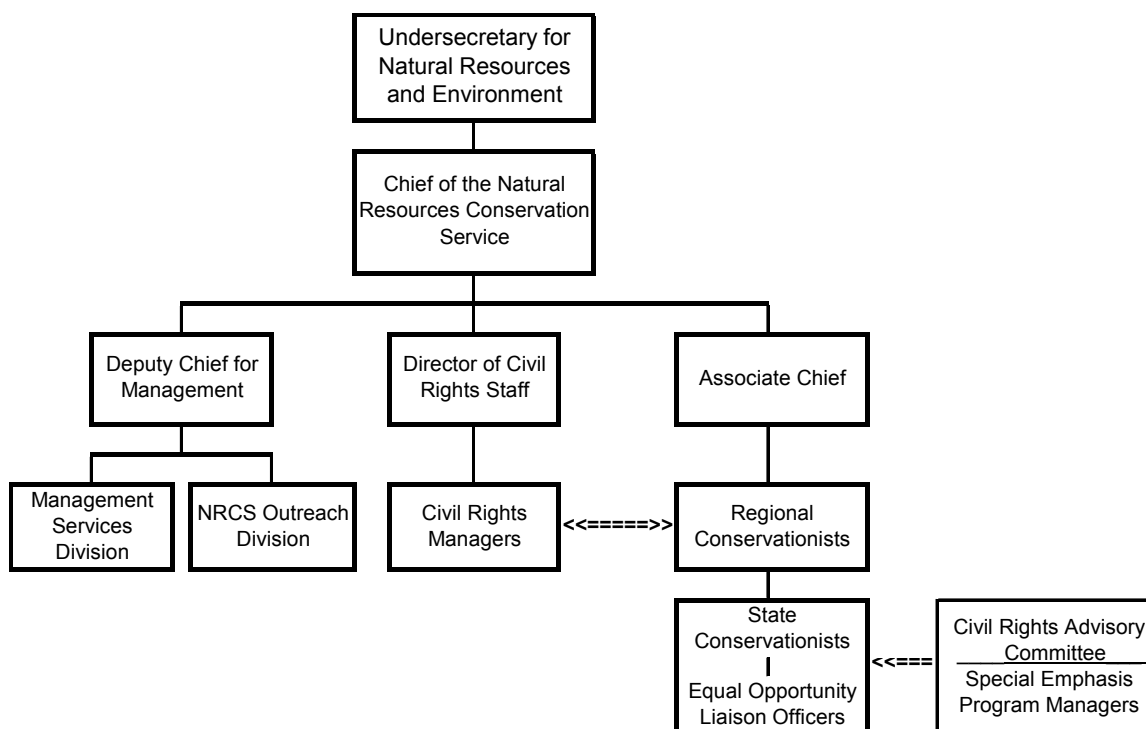 Undersecretary for
Natural Resources
and Environment
Chief of the Natural
Resources Conservation
Service
Deputy Chief for
Management
Director of Civil
Rights Staff
Associate Chief
Management
Services
Division
NRCS Outreach
Division
Civil Rights
Managers
<<=====>>
Regional
Conservationists
State
Conservationists
Equal Opportunity
Liaison Officers
<<===
Civil Rights Advisory
Committee
Special Emphasis
Program Managers